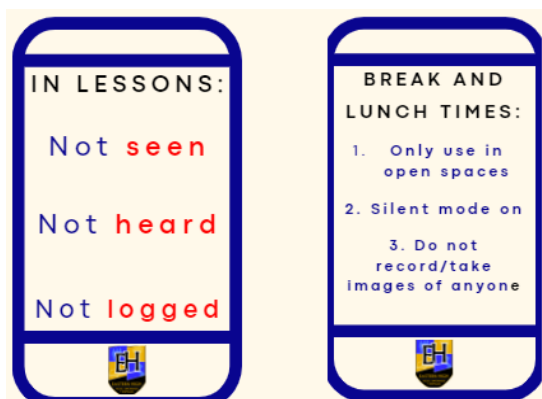 IN LESSONS:
Not seen
Not heard
Not logged
BREAK AND
LUNCH TIMES:
1. Only use in
open spaces
2. Silent mode on
3. Do not
record/take
images of anyone